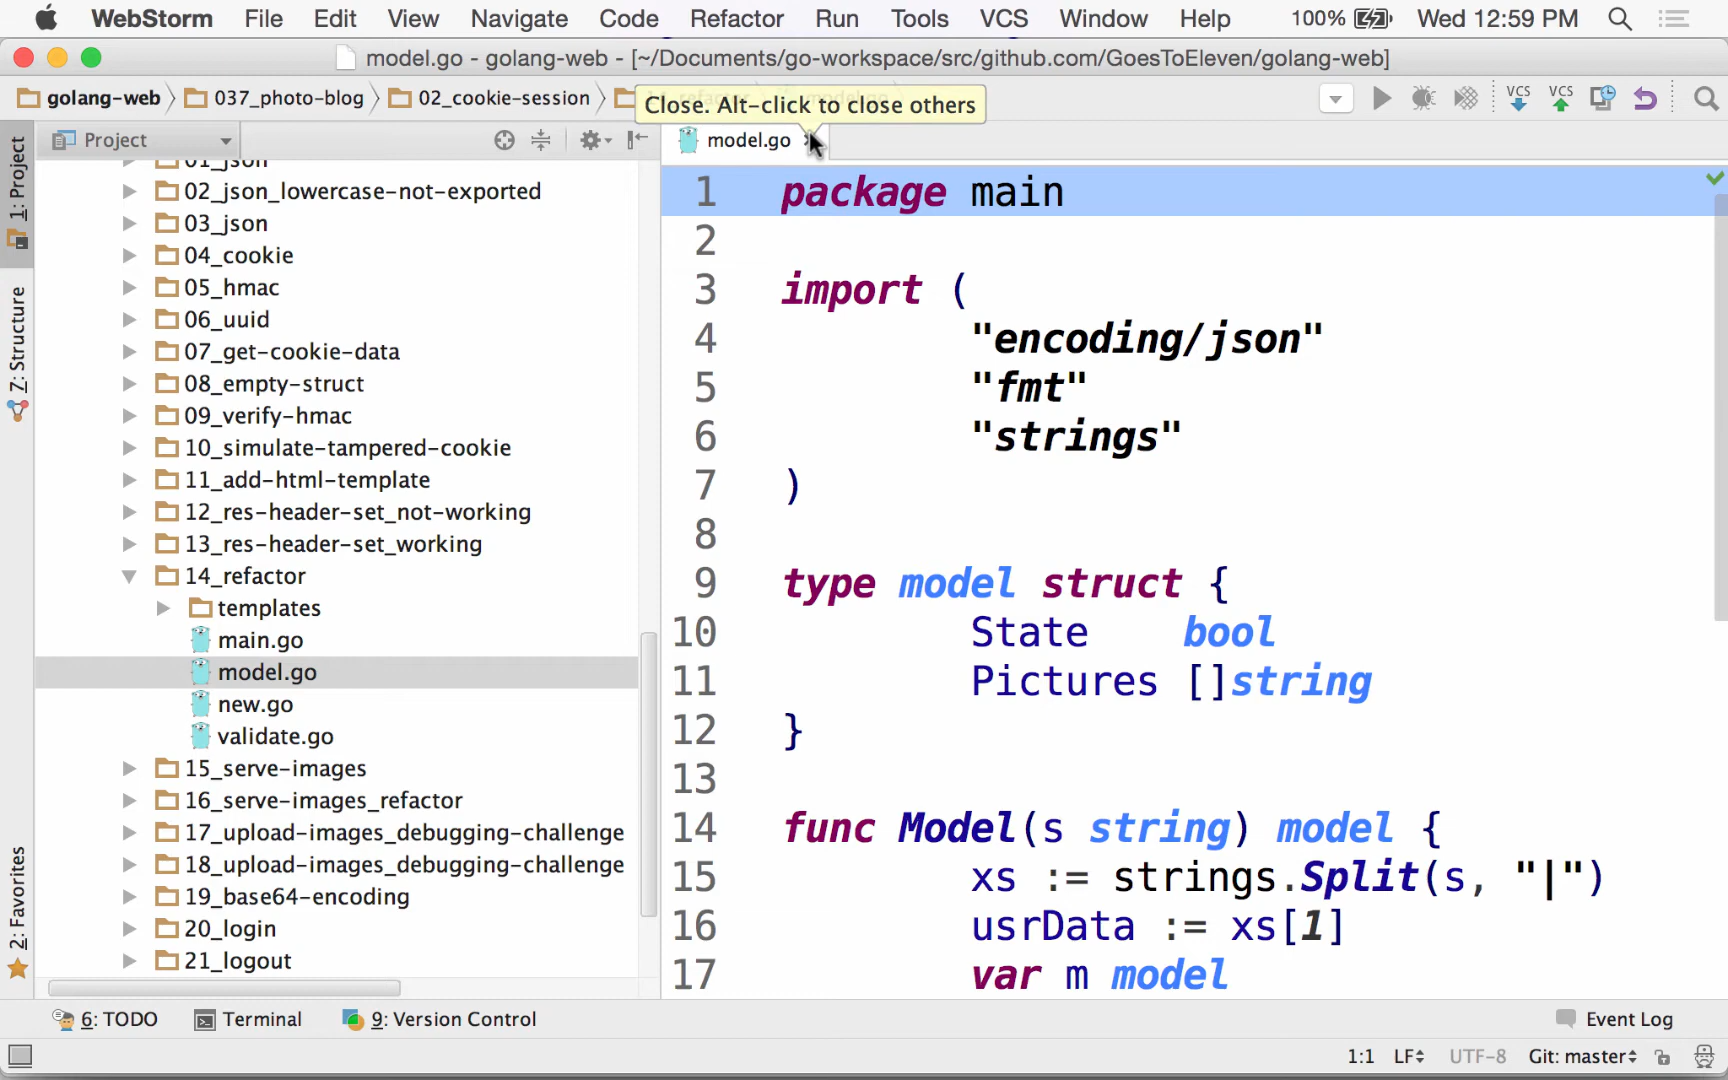 WebStorm File Edit View Navigate Code Refactor Run Tools VCS Window Help 100% Wed 12:59 PM
model.go - golang-web - [~/Documents/go-workspace/src/github.com/GoesToEleven/golang-web]
golang-web 037_photo-blog 02_cookie-session
Close. Alt-click to close others
VCS VCS
Project
model.go
1: Project
7: Structure
2: Favorites
01_json
02_json_lowercase-not-exported
03_json
04_cookie
05_hmac
06_uuid
07_get-cookie-data
08_empty-struct
09_verify-hmac
10_simulate-tampered-cookie
11_add-html-template
12_res-header-set_not-working
13_res-header-set_working
14_refactor
templates
main.go
model.go
new.go
validate.go
15_serve-images
16_serve-images_refactor
17_upload-images_debugging-challenge
18_upload-images_debugging-challenge
19_base64-encoding
20_login
21_logout
1 package main
2
3 import (
4 "encoding/json"
5 "fmt"
6 "strings"
7 )
8
9 type model struct {
10 State bool
11 Pictures []string
12 }
13
14 func Model(s string) model {
15 xs := strings.Split(s, "|")
16 usrData := xs[1]
17 var m model
6: TODO Terminal 9: Version Control Event Log
1:1 LF UTF-8 Git: master